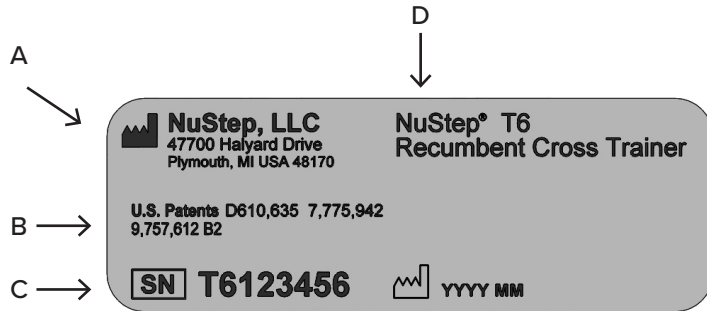 D
A
NuStep, LLC
47700 Halyard Drive
Plymouth, MI USA 48170
NuStep® T6
Recumbent Cross Trainer
B
U.S. Patents D610,635 7,775,942
9,757,612 B2
C
SN T6123456
YYYY MM